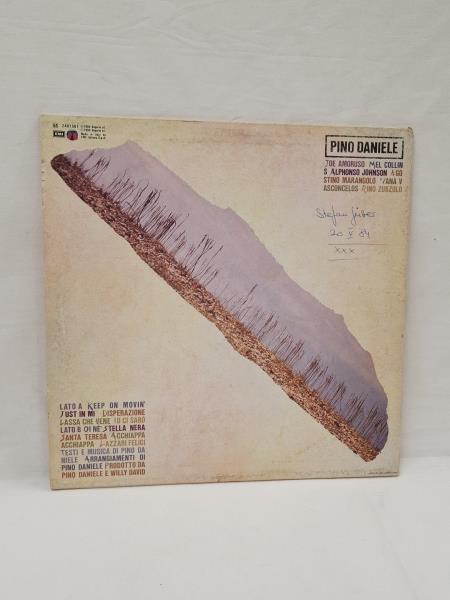 EMI
PINO DANIELE
JOE AMORUSO MEL COLLIN
S ALPHONSO JOHNSON AGO
STINO MARANGOLO NANA V
ASCONCELOS RINO ZURZOLO
20 V 84
XXX
LATO A KEEP ON MOVIN'
JUST IN MI DISPERAZIONE
LASSA CHE VENE IO CI SARÒ
LATO B OI NE' STELLA NERA
SANTA TERESA ACCHIAPPA
ACCHIAPPA LAZZARI FELICI
TESTI E MUSICA DI PINO DA
NIELE ARRANGIAMENTI DI
PINO DANIELE PRODOTTO DA
PINO DANIELE E WILLY DAVID